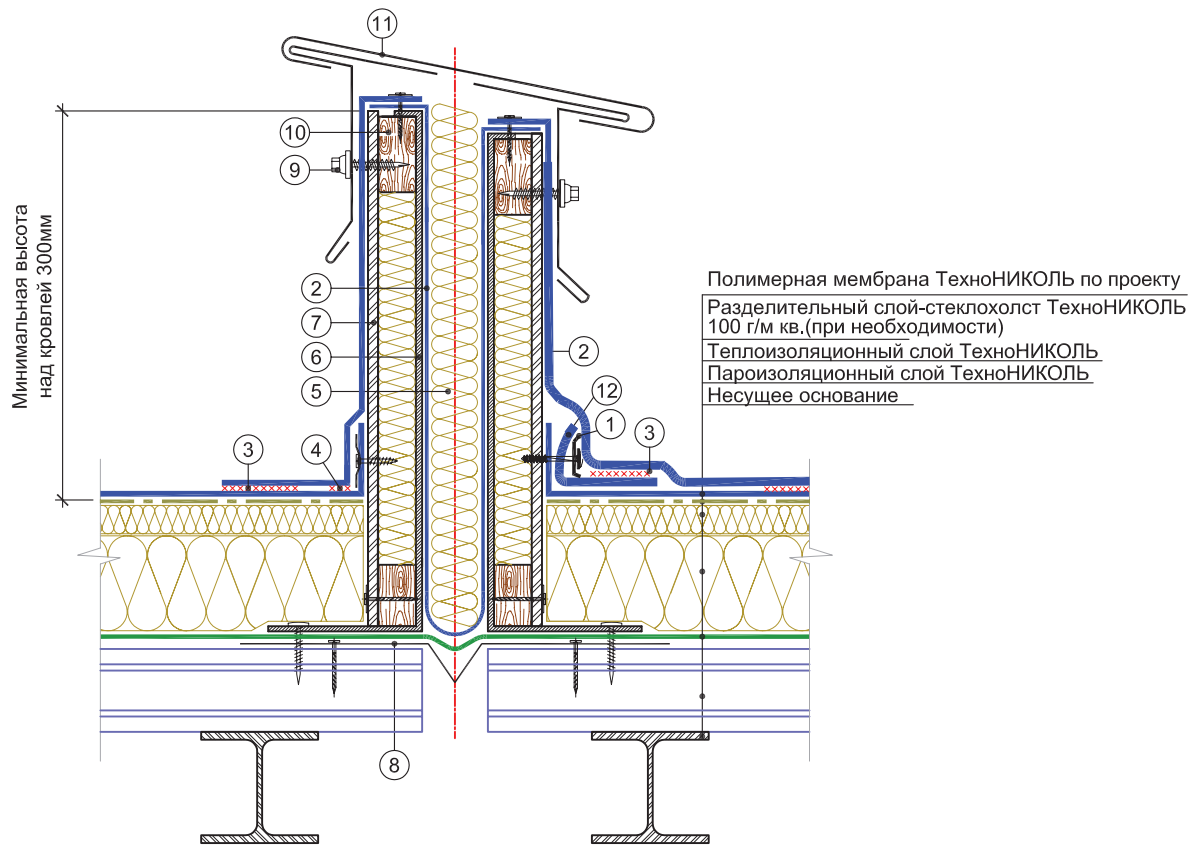 11
10
9
Минимальная высота
над кровлей 300мм
2
7
6
5
2
12
1
3
3
4
8
Полимерная мембрана ТехноНИКОЛЬ по проекту
Разделительный слой-стеклохолст ТехноНИКОЛЬ
100 г/м кв.(при необходимости)
Теплоизоляционный слой ТехноНИКОЛЬ
Пароизоляционный слой ТехноНИКОЛЬ
Несущее основание